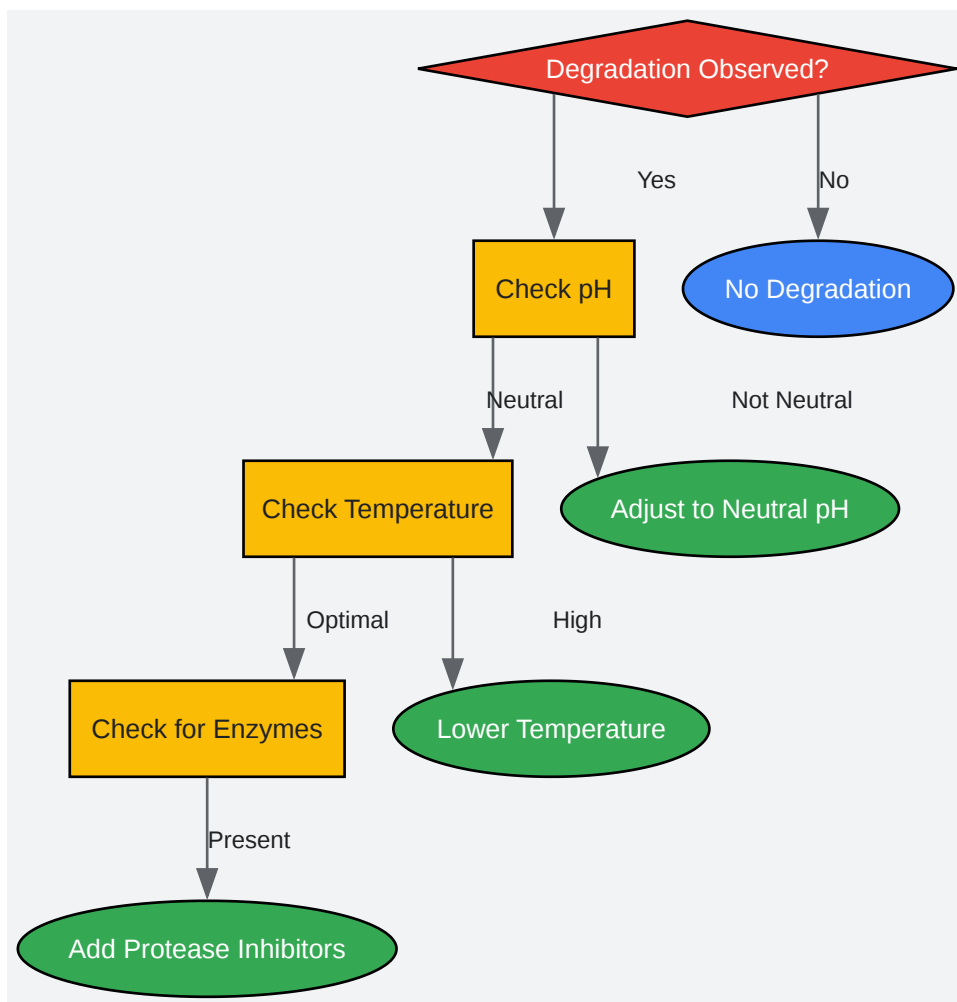 Degradation Observed?
Yes
No
Check pH
No Degradation
Neutral
Not Neutral
Check Temperature
Adjust to Neutral pH
Optimal
High
Check for Enzymes
Lower Temperature
Present
Add Protease Inhibitors